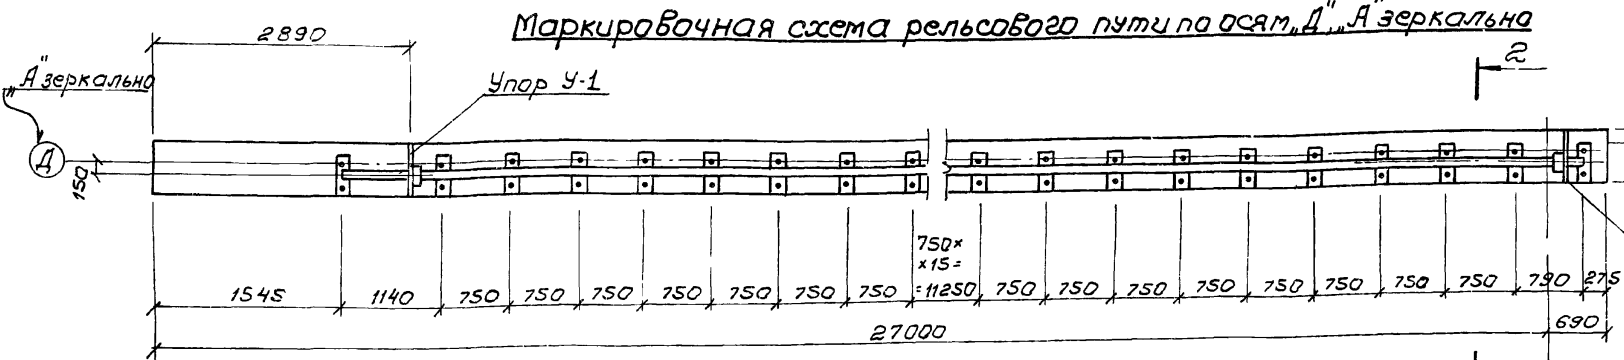 Маркировочная схема рельсового пути по осям „Д", „А" зеркально
2890
2
„А" зеркально
Упор У-1
Д
150
750×
×15=
=11250
1545 1140 750 750 750 750 750 750 750 750 750 750 750 750 750 750 750 790 275
27000 690